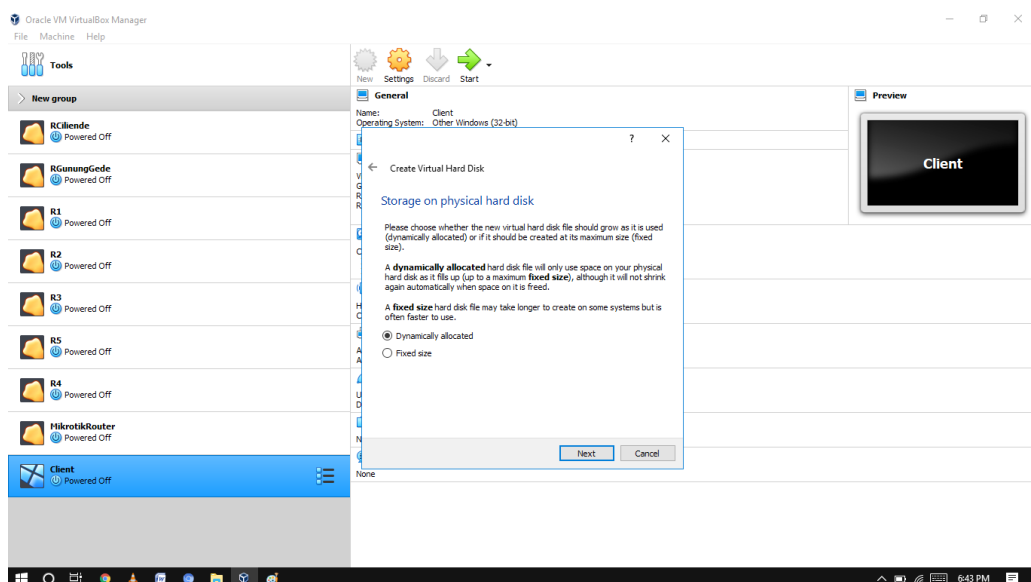 Oracle VM VirtualBox Manager
File Machine Help
Tools
New group
RCiliende
Powered Off
RGunungGede
Powered Off
R1
Powered Off
R2
Powered Off
R3
Powered Off
R5
Powered Off
R4
Powered Off
MikrotikRouter
Powered Off
Client
Powered Off
New Settings Discard Start
General
Name: Client
Operating System: Other Windows (32-bit)
Preview
Client
?
Create Virtual Hard Disk
Storage on physical hard disk
Please choose whether the new virtual hard disk file should grow as it is used
(dynamically allocated) or if it should be created at its maximum size (fixed
size).
A dynamically allocated hard disk file will only use space on your physical
hard disk as it fills up (up to a maximum fixed size), although it will not shrink
again automatically when space on it is freed.
A fixed size hard disk file may take longer to create on some systems but is
often faster to use.
Dynamically allocated
Fixed size
Next Cancel
None
6:43 PM